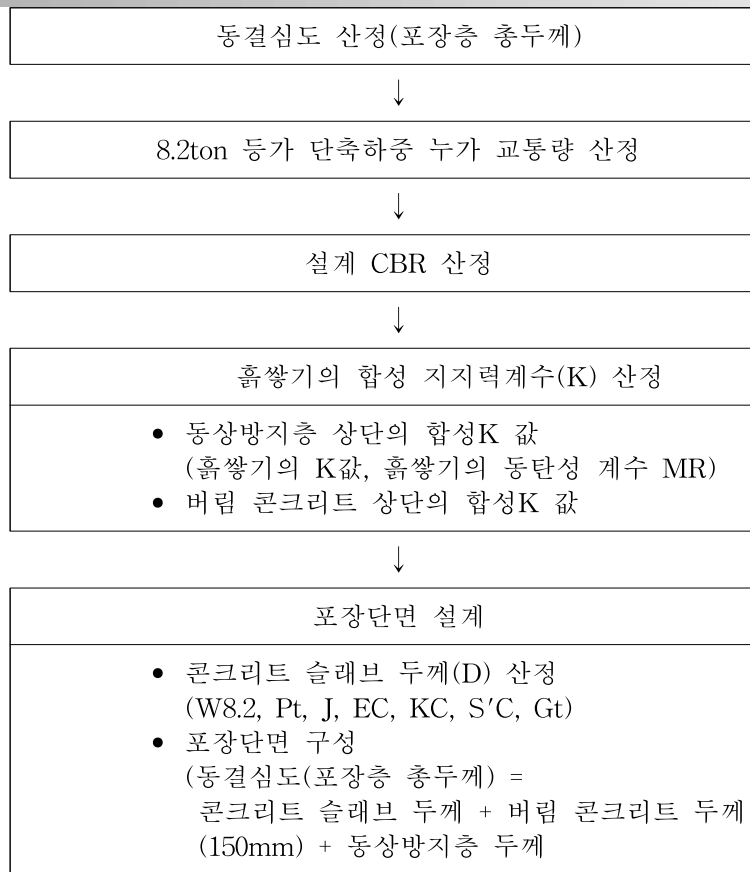 동결심도 산정(포장층 총두께)
↓
8.2ton 등가 단축하중 누가 교통량 산정
↓
설계 CBR 산정
↓
흙쌓기의 합성 지지력계수(K) 산정
• 동상방지층 상단의 합성K 값
(흙쌓기의 K값, 흙쌓기의 동탄성 계수 MR)
• 버림 콘크리트 상단의 합성K 값
↓
포장단면 설계
• 콘크리트 슬래브 두께(D) 산정
(W8.2, Pt, J, EC, KC, S′C, Gt)
• 포장단면 구성
(동결심도(포장층 총두께) =
콘크리트 슬래브 두께 + 버림 콘크리트 두께
(150mm) + 동상방지층 두께